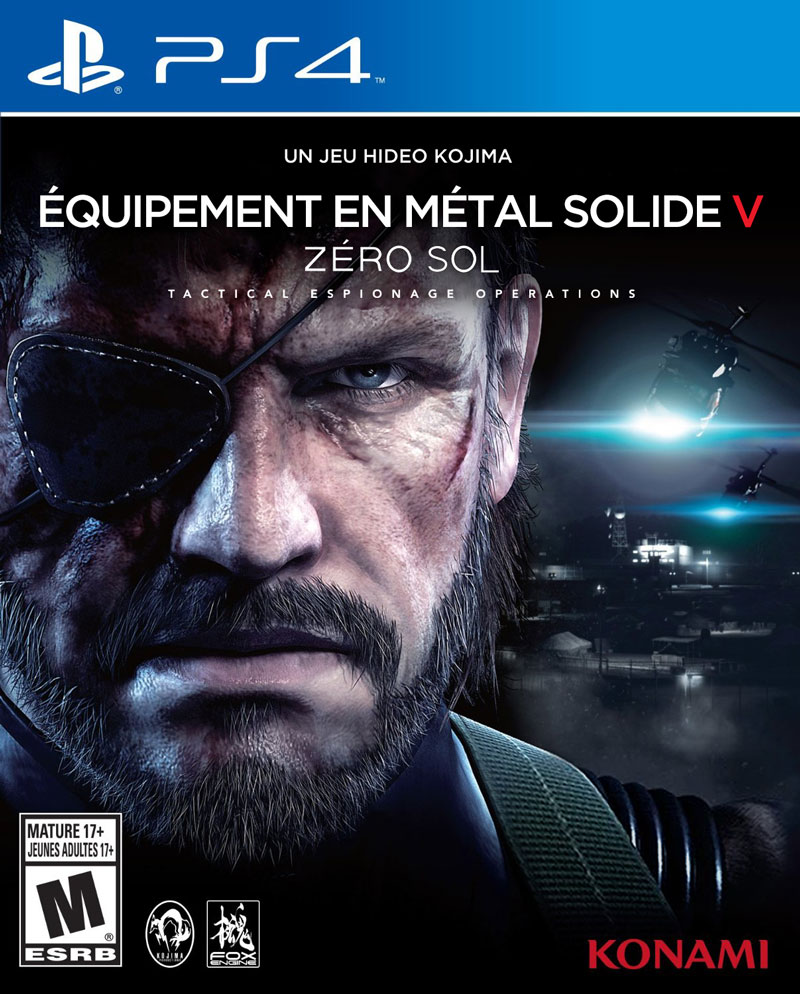 PS4™
UN JEU HIDEO KOJIMA
ÉQUIPEMENT EN MÉTAL SOLIDE V
ZÉRO SOL
TACTICAL ESPIONAGE OPERATIONS
MATURE 17+
JEUNES ADULTES 17+
M
ESRB
KOJIMA
FOX
ENGINE
KONAMI